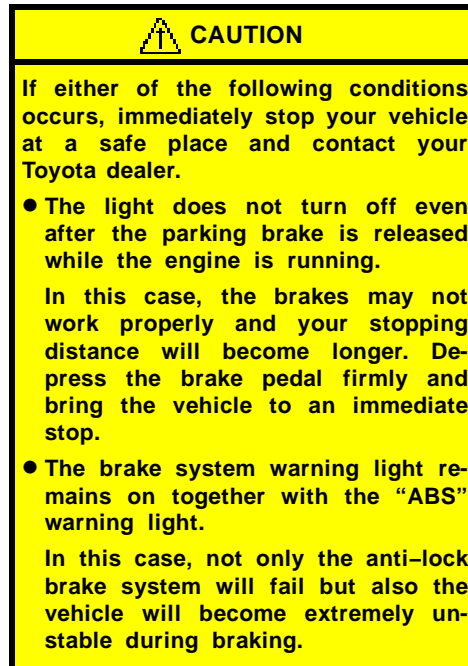 CAUTION
If either of the following conditions
occurs, immediately stop your vehicle
at a safe place and contact your
Toyota dealer.
● The light does not turn off even
after the parking brake is released
while the engine is running.
In this case, the brakes may not
work properly and your stopping
distance will become longer. De-
press the brake pedal firmly and
bring the vehicle to an immediate
stop.
● The brake system warning light re-
mains on together with the “ABS”
warning light.
In this case, not only the anti–lock
brake system will fail but also the
vehicle will become extremely un-
stable during braking.